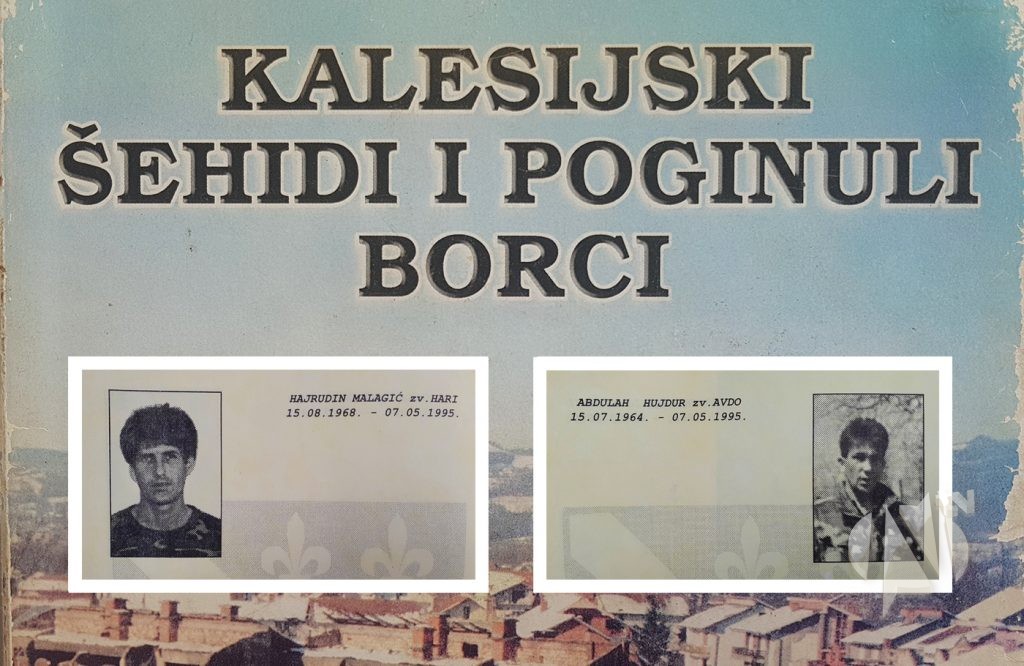 KALESIJSKI
ŠEHIDI I POGINULI
BORCI
HAJRUDIN MALAGIĆ zv.HARI
15.08.1968. - 07.05.1995.
ABDULAH HUJDUR zv.AVDO
15.07.1964. - 07.05.1995.
N